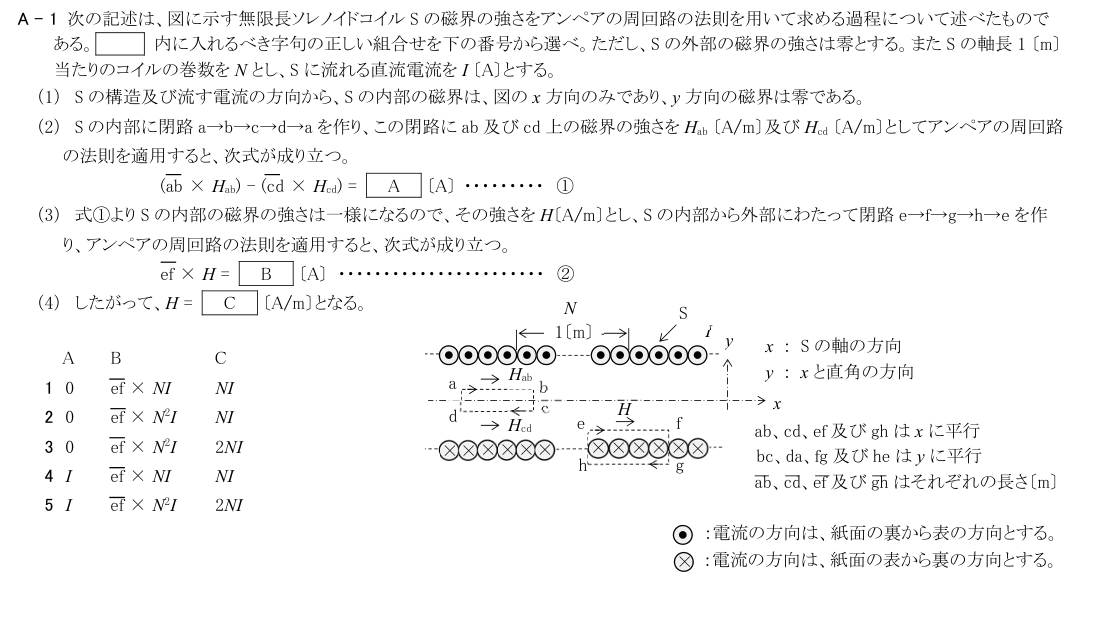 A－1 次の記述は、図に示す無限長ソレノイドコイル S の磁界の強さをアンペアの周回路の法則を用いて求める過程について述べたもので
ある。 内に入れるべき字句の正しい組合せを下の番号から選べ。ただし、S の外部の磁界の強さは零とする。また S の軸長 1〔m〕
当たりのコイルの巻数を N とし、S に流れる直流電流を I〔A〕とする。
(1) S の構造及び流す電流の方向から、S の内部の磁界は、図の x 方向のみであり、y 方向の磁界は零である。
(2) S の内部に閉路 a→b→c→d→a を作り、この閉路に ab 及び cd 上の磁界の強さを Hab〔A/m〕及び Hcd〔A/m〕としてアンペアの周回路
の法則を適用すると、次式が成り立つ。
(a̅b̅ × Hab)－(c̅d̅ × Hcd) = A 〔A〕 ········· ①
(3) 式①より S の内部の磁界の強さは一様になるので、その強さを H〔A/m〕とし、S の内部から外部にわたって閉路 e→f→g→h→e を作
り、アンペアの周回路の法則を適用すると、次式が成り立つ。
e̅f̅ × H = B 〔A〕 ······················· ②
(4) したがって、H = C 〔A/m〕となる。
A B C
1 0 e̅f̅ × NI NI
2 0 e̅f̅ × N²I NI
3 0 e̅f̅ × N²I 2NI
4 I e̅f̅ × NI NI
5 I e̅f̅ × N²I 2NI
N
S
1〔m〕
I
y
a Hab b
d c
x
Hcd
H
e f
h g
x : S の軸の方向
y : x と直角の方向
ab、cd、ef 及び gh は x に平行
bc、da、fg 及び he は y に平行
a̅b̅、c̅d̅、e̅f̅ 及び g̅h̅ はそれぞれの長さ〔m〕
:電流の方向は、紙面の裏から表の方向とする。
:電流の方向は、紙面の表から裏の方向とする。